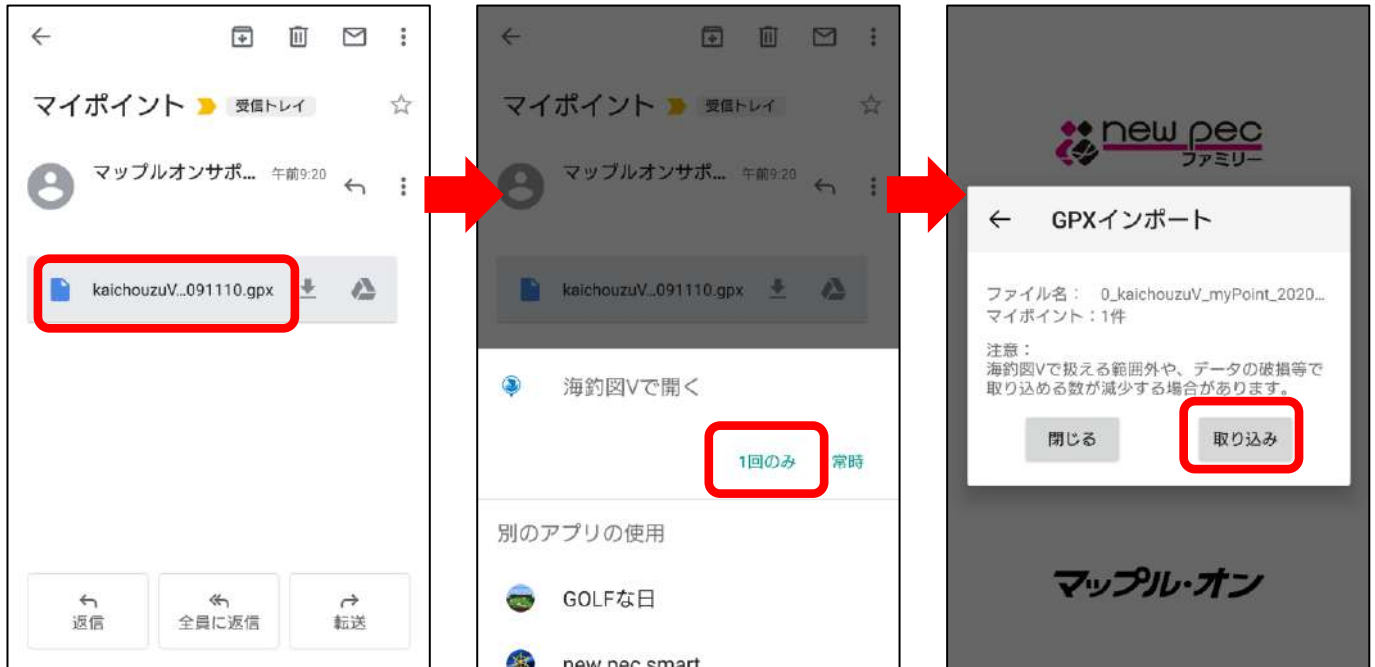 マイポイント 受信トレイ
マップルオンサポ... 午前9:20
kaichouzuV...091110.gpx
返信
全員に返信
転送
マイポイント 受信トレイ
マップルオンサポ... 午前9:20
kaichouzuV...091110.gpx
海釣図Vで開く
1回のみ 常時
別のアプリの使用
GOLFな日
new pec smart
new pec
ファミリー
GPXインポート
ファイル名： 0_kaichouzuV_myPoint_2020...
マイポイント：1件
注意：
海釣図Vで扱える範囲外や、データの破損等で
取り込める数が減少する場合があります。
閉じる 取り込み
マップル・オン